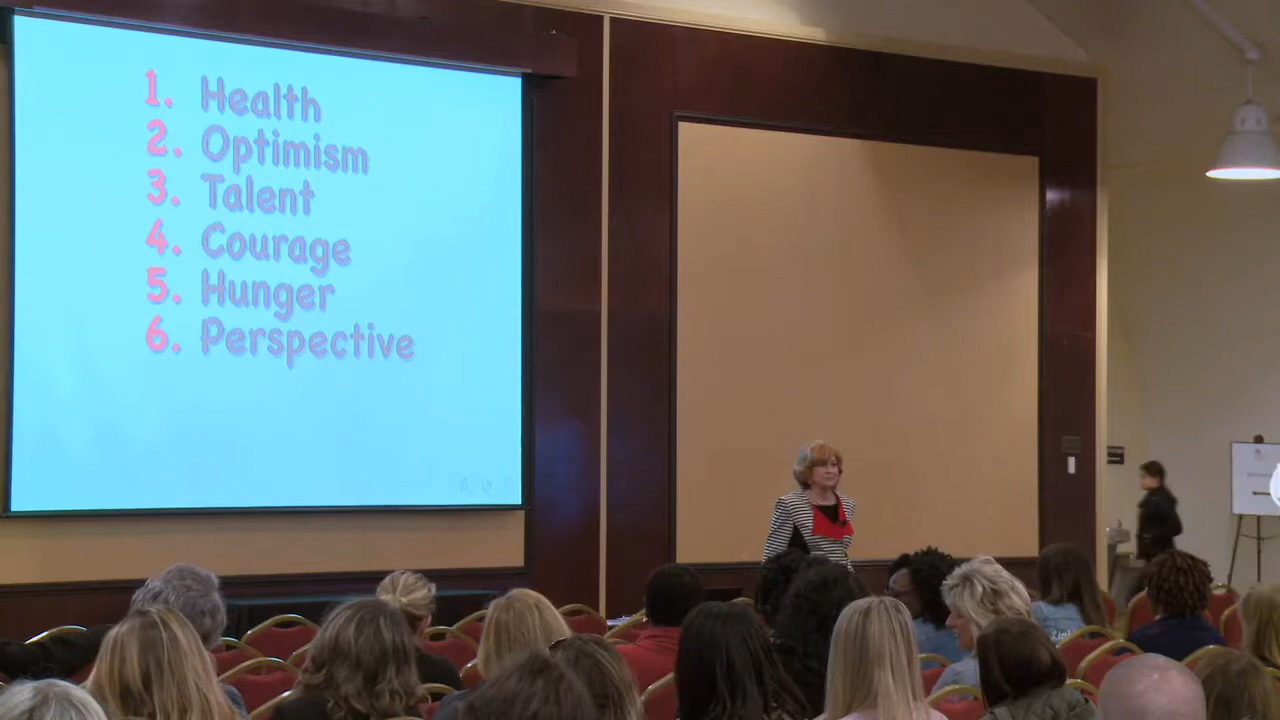 1. Health
2. Optimism
3. Talent
4. Courage
5. Hunger
6. Perspective